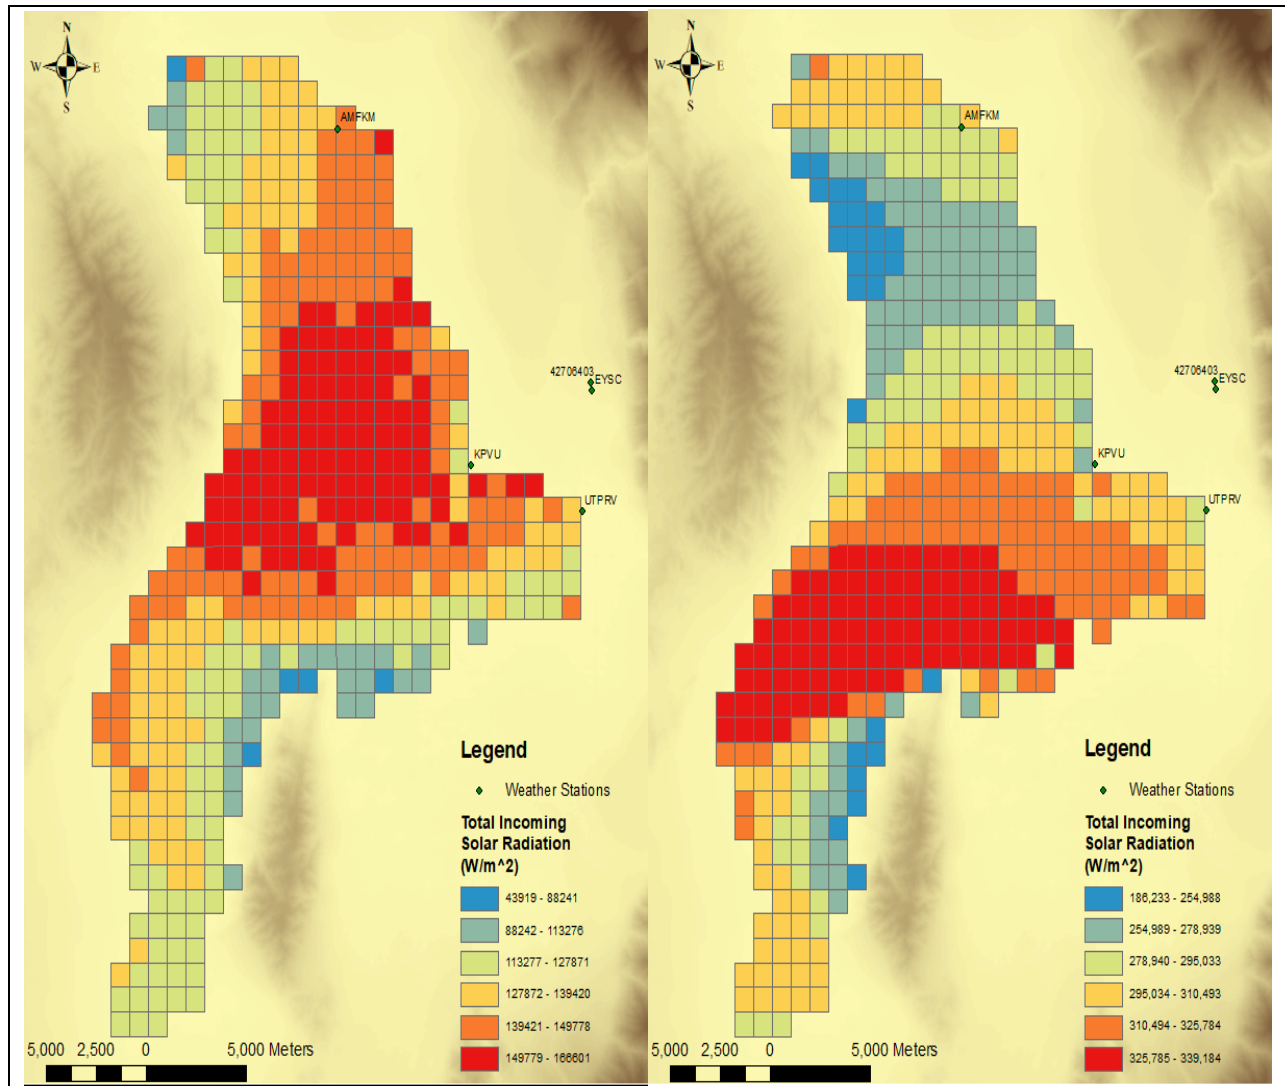 N
W E
S
AMFKM
42706403
EYSC
KPVU
UTPRV
Legend
Weather Stations
Total Incoming
Solar Radiation
(W/m^2)
43919 - 88241
88242 - 113276
113277 - 127871
127872 - 139420
139421 - 149778
149779 - 166601
5,000 2,500 0 5,000 Meters
N
W E
S
AMFKM
42706403
EYSC
KPVU
UTPRV
Legend
Weather Stations
Total Incoming
Solar Radiation
(W/m^2)
186,233 - 254,988
254,989 - 278,939
278,940 - 295,033
295,034 - 310,493
310,494 - 325,784
325,785 - 339,184
5,000 2,500 0 5,000 Meters